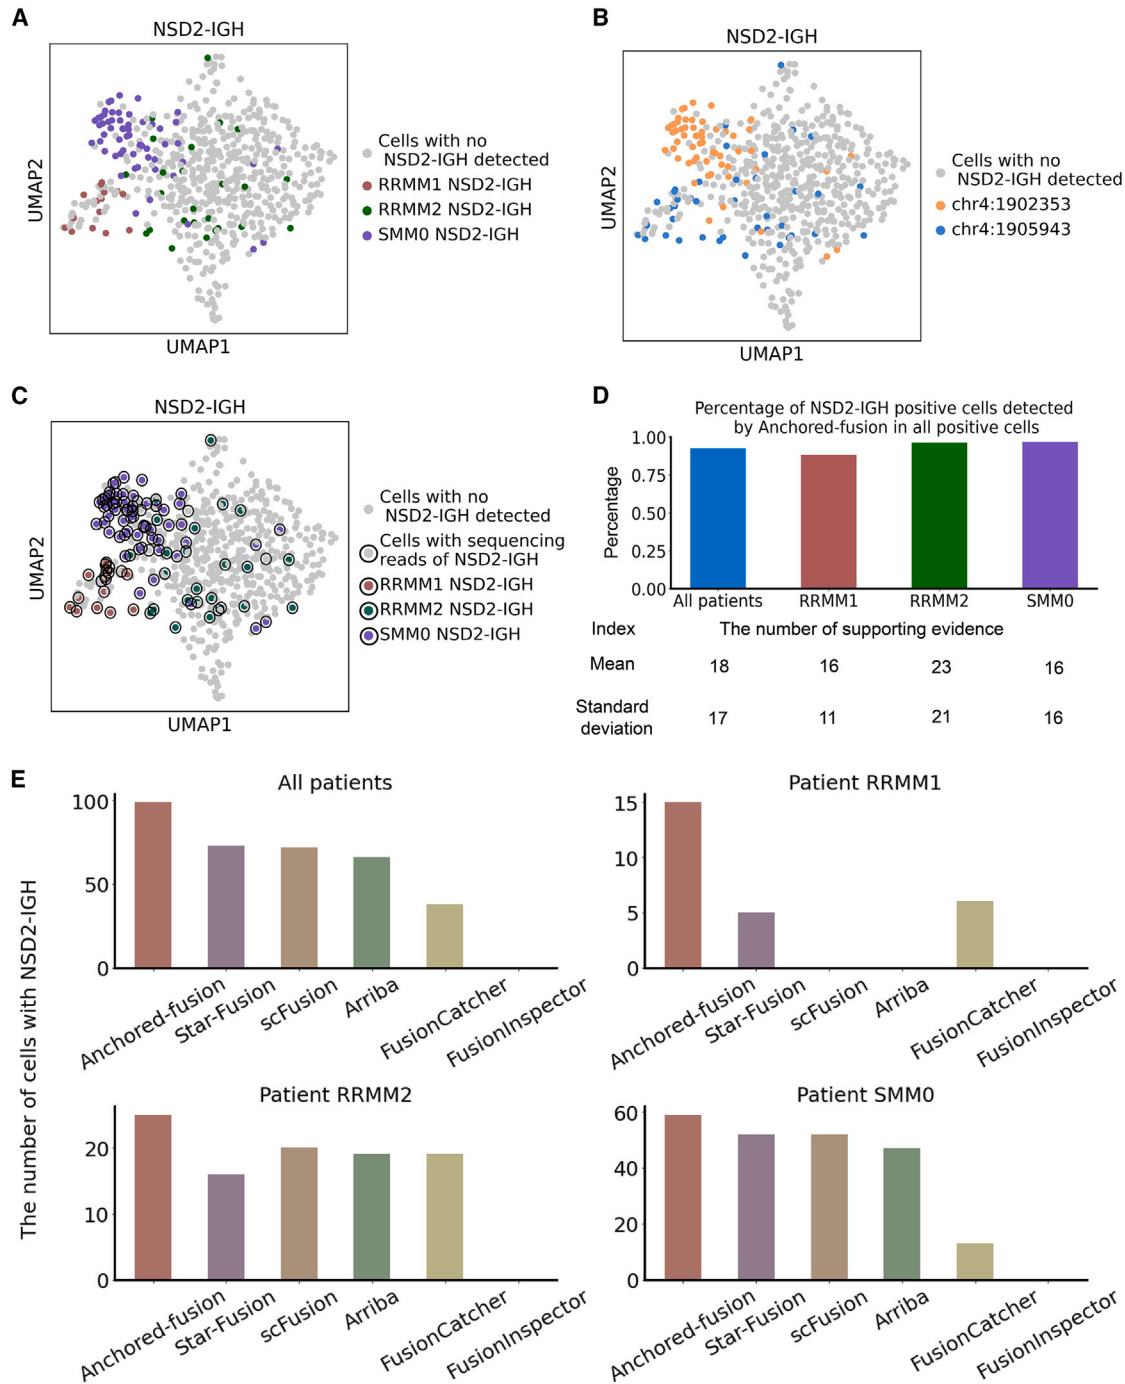 A
NSD2-IGH
UMAP2
UMAP1
Cells with no
NSD2-IGH detected
RRMM1 NSD2-IGH
RRMM2 NSD2-IGH
SMM0 NSD2-IGH
B
NSD2-IGH
UMAP2
UMAP1
Cells with no
NSD2-IGH detected
chr4:1902353
chr4:1905943
C
NSD2-IGH
UMAP2
UMAP1
Cells with no
NSD2-IGH detected
Cells with sequencing
reads of NSD2-IGH
RRMM1 NSD2-IGH
RRMM2 NSD2-IGH
SMM0 NSD2-IGH
D
Percentage of NSD2-IGH positive cells detected
by Anchored-fusion in all positive cells
Percentage
1.00
0.75
0.50
0.25
0.00
All patients RRMM1 RRMM2 SMM0
Index The number of supporting evidence
Mean 18 16 23 16
Standard
deviation 17 11 21 16
E
The number of cells with NSD2-IGH
All patients
100
50
0
Anchored-fusion Star-Fusion scFusion Arriba FusionCatcher FusionInspector
Patient RRMM1
15
10
5
0
Anchored-fusion Star-Fusion scFusion Arriba FusionCatcher FusionInspector
Patient RRMM2
20
10
0
Anchored-fusion Star-Fusion scFusion Arriba FusionCatcher FusionInspector
Patient SMM0
60
40
20
0
Anchored-fusion Star-Fusion scFusion Arriba FusionCatcher FusionInspector